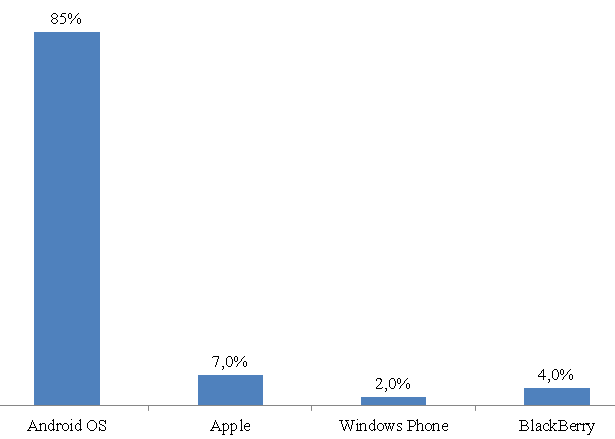 85%
7,0%
2,0%
4,0%
Android OS
Apple
Windows Phone
BlackBerry